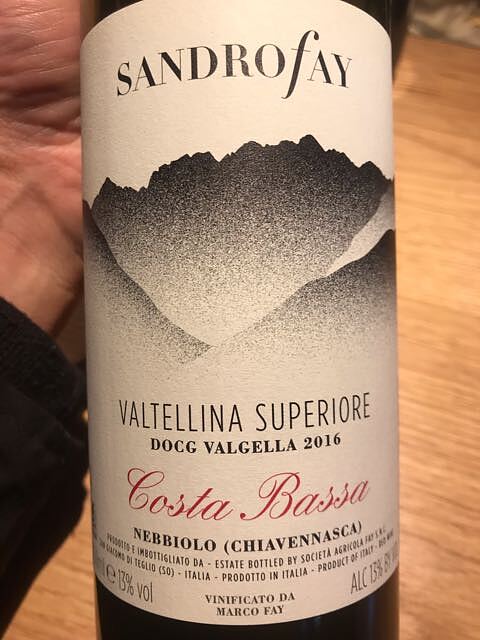 SANDROfAY
VALTELLINA SUPERIORE
DOCG VALGELLA 2016
Costa Bassa
NEBBIOLO (CHIAVENNASCA)
PRODOTTO E IMBOTTIGLIATO DA - ESTATE BOTTLED BY SOCIETÀ AGRICOLA FAY S.N.C.
GIACOMO DI TEGLIO (SO) - ITALIA - PRODOTTO IN ITALIA - PRODUCT OF ITALY - RED WINE
e 13% vol
ALC 13% BY
VINIFICATO DA
MARCO FAY